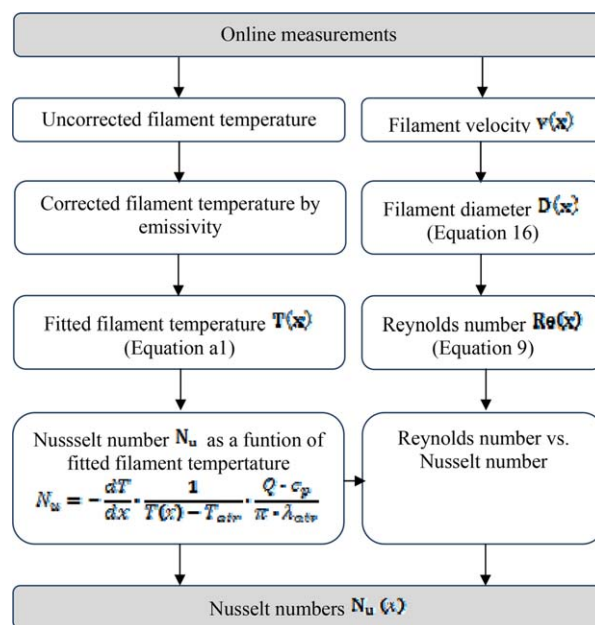 Online measurements
Uncorrected filament temperature
Filament velocity v(x)
Corrected filament temperature by
emissivity
Filament diameter D(x)
(Equation 16)
Fitted filament temperature T(x)
(Equation a1)
Reynolds number Re(x)
(Equation 9)
Nussselt number Nu as a funtion of
fitted filament tempertature
Nu = - dT/dx · 1/(T(x) - Tair) · Q · cp/(π · λair)
Reynolds number vs.
Nusselt number
Nusselt numbers Nu (x)